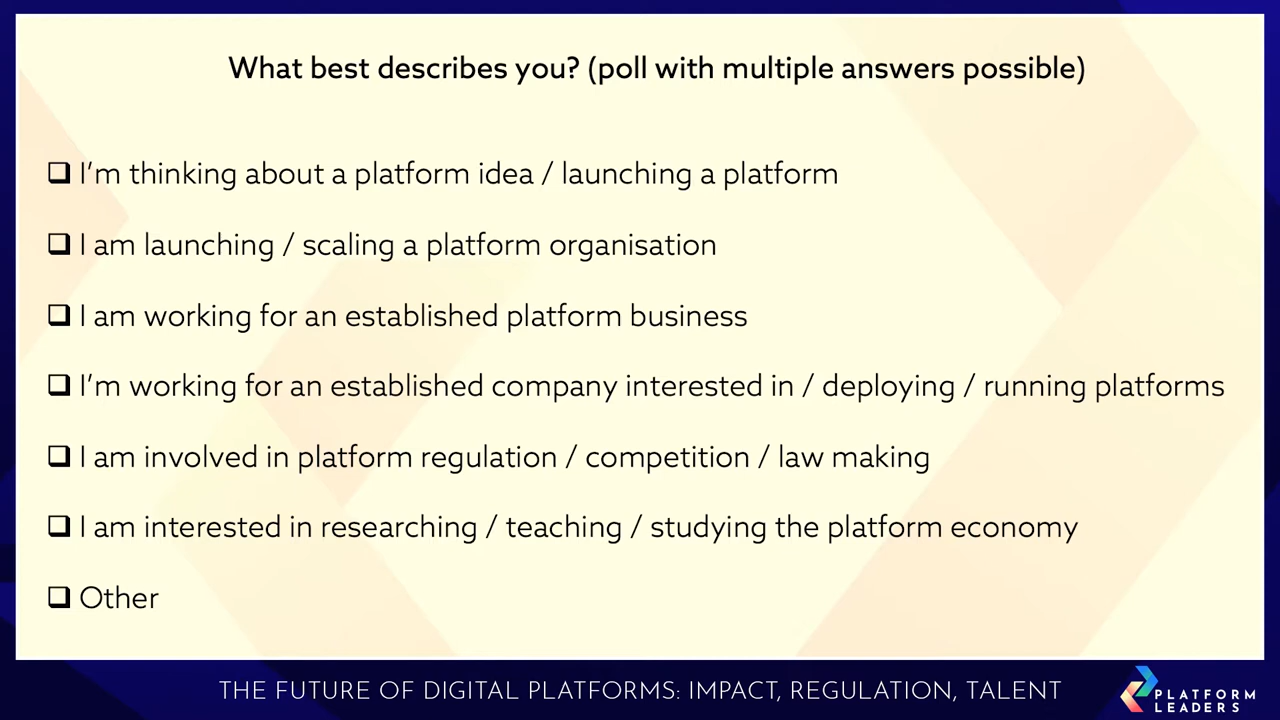 What best describes you? (poll with multiple answers possible)
❑ I’m thinking about a platform idea / launching a platform
❑ I am launching / scaling a platform organisation
❑ I am working for an established platform business
❑ I’m working for an established company interested in / deploying / running platforms
❑ I am involved in platform regulation / competition / law making
❑ I am interested in researching / teaching / studying the platform economy
❑ Other
THE FUTURE OF DIGITAL PLATFORMS: IMPACT, REGULATION, TALENT
PLATFORM
LEADERS